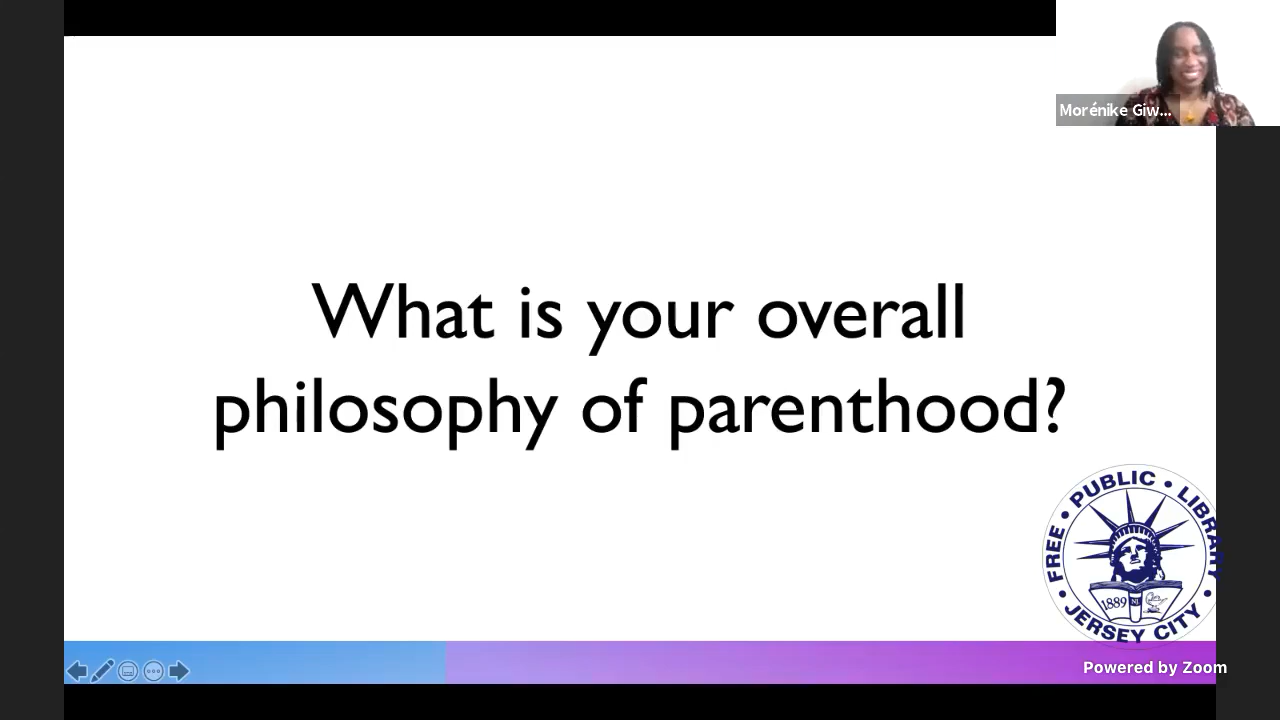 Morénike Giw...
What is your overall
philosophy of parenthood?
FREE • PUBLIC • LIBRARY
1889
• JERSEY CITY •
Powered by Zoom